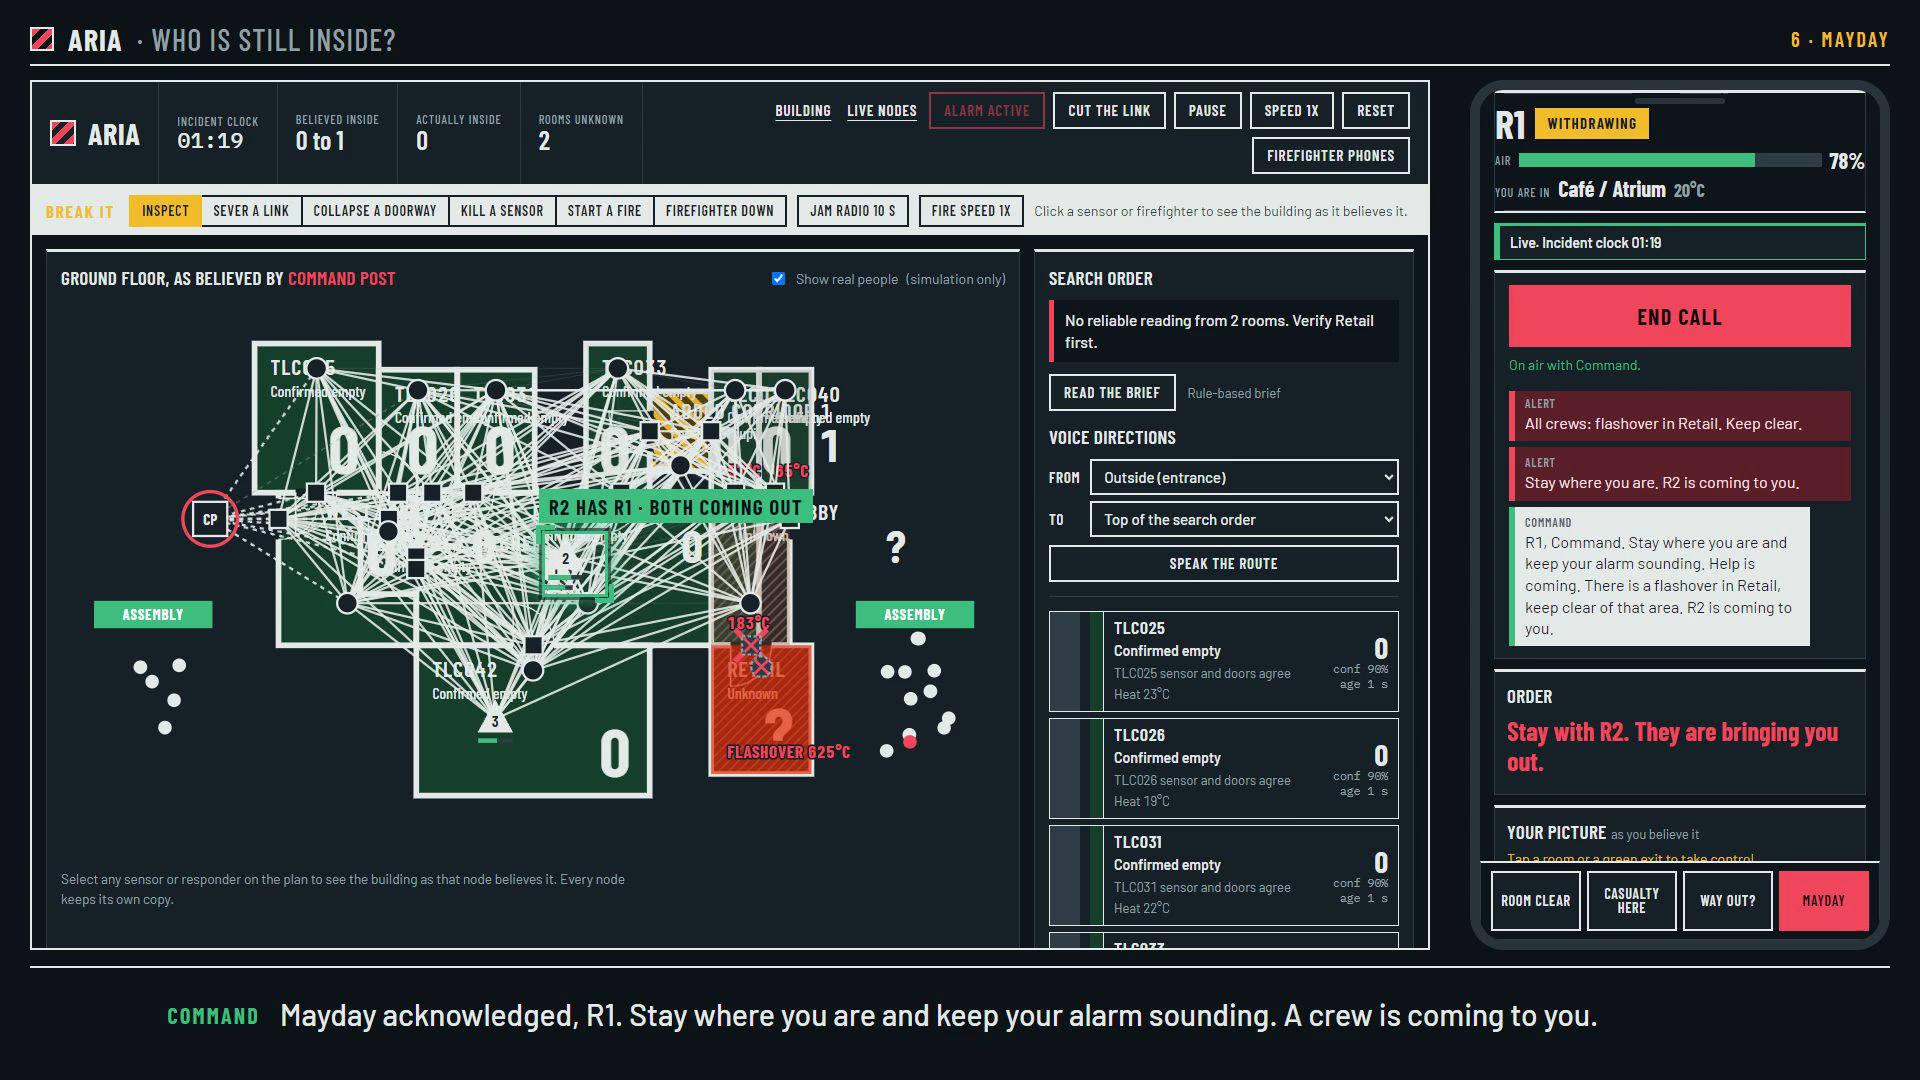 ARIA · WHO IS STILL INSIDE?
6 · MAYDAY
ARIA
INCIDENT CLOCK
01:19
BELIEVED INSIDE
0 to 1
ACTUALLY INSIDE
0
ROOMS UNKNOWN
2
BUILDING
LIVE NODES
ALARM ACTIVE
CUT THE LINK
PAUSE
SPEED 1X
RESET
FIREFIGHTER PHONES
BREAK IT
INSPECT
SEVER A LINK
COLLAPSE A DOORWAY
KILL A SENSOR
START A FIRE
FIREFIGHTER DOWN
JAM RADIO 10 S
FIRE SPEED 1X
Click a sensor or firefighter to see the building as it believes it.
GROUND FLOOR, AS BELIEVED BY COMMAND POST
Show real people (simulation only)
0
0
0
1
CP
R2 HAS R1 · BOTH COMING OUT
2
0
?
ASSEMBLY
ASSEMBLY
183°C
TLC042
Confirmed empty
3
0
Unknown
?
FLASHOVER 625°C
Select any sensor or responder on the plan to see the building as that node believes it. Every node
keeps its own copy.
SEARCH ORDER
No reliable reading from 2 rooms. Verify Retail
first.
READ THE BRIEF
Rule-based brief
VOICE DIRECTIONS
FROM
Outside (entrance)
TO
Top of the search order
SPEAK THE ROUTE
TLC025
Confirmed empty
TLC025 sensor and doors agree
Heat 23°C
0
conf 90%
age 1 s
TLC026
Confirmed empty
TLC026 sensor and doors agree
Heat 19°C
0
conf 90%
age 1 s
TLC031
Confirmed empty
TLC031 sensor and doors agree
Heat 22°C
0
conf 90%
age 1 s
R1
WITHDRAWING
AIR
78%
YOU ARE IN Café / Atrium 20°C
Live. Incident clock 01:19
END CALL
On air with Command.
ALERT
All crews: flashover in Retail. Keep clear.
ALERT
Stay where you are. R2 is coming to you.
COMMAND
R1, Command. Stay where you are and
keep your alarm sounding. Help is
coming. There is a flashover in Retail,
keep clear of that area. R2 is coming to
you.
ORDER
Stay with R2. They are bringing you
out.
YOUR PICTURE as you believe it
Tap a room or a green exit to take control
ROOM CLEAR
CASUALTY
HERE
WAY OUT?
MAYDAY
COMMAND
Mayday acknowledged, R1. Stay where you are and keep your alarm sounding. A crew is coming to you.